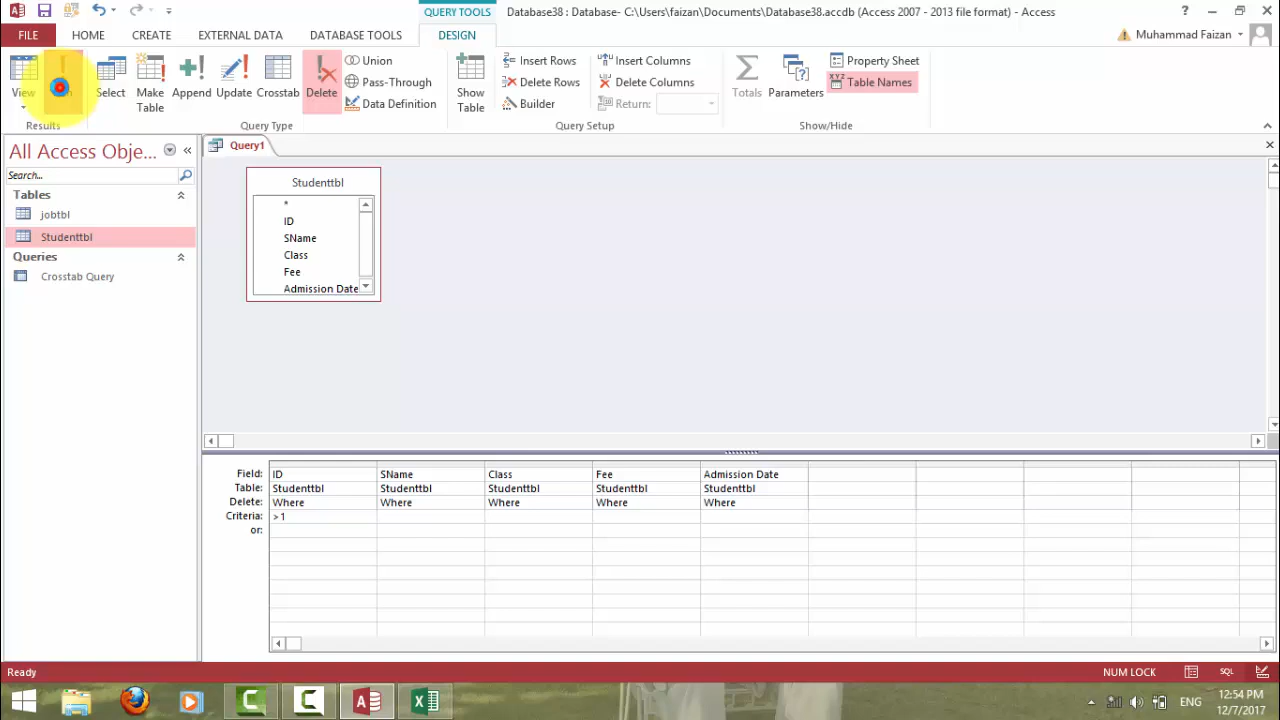 QUERY TOOLS
Database38 : Database- C:\Users\faizan\Documents\Database38.accdb (Access 2007 - 2013 file format) - Access
?
FILE HOME CREATE EXTERNAL DATA DATABASE TOOLS DESIGN
Muhammad Faizan
View
Select
Make Table
Append
Update
Crosstab
Delete
Union
Pass-Through
Data Definition
Show Table
Insert Rows
Delete Rows
Builder
Insert Columns
Delete Columns
Return:
Totals
Parameters
Property Sheet
XYZ Table Names
Results
Query Type
Query Setup
Show/Hide
All Access Obje... «
Search...
Tables
jobtbl
Studenttbl
Queries
Crosstab Query
Query1
Studenttbl
*
ID
SName
Class
Fee
Admission Date
Field: ID SName Class Fee Admission Date
Table: Studenttbl Studenttbl Studenttbl Studenttbl Studenttbl
Delete: Where Where Where Where Where
Criteria: >1
or:
Ready
NUM LOCK
SQL
ENG
12:54 PM
12/7/2017